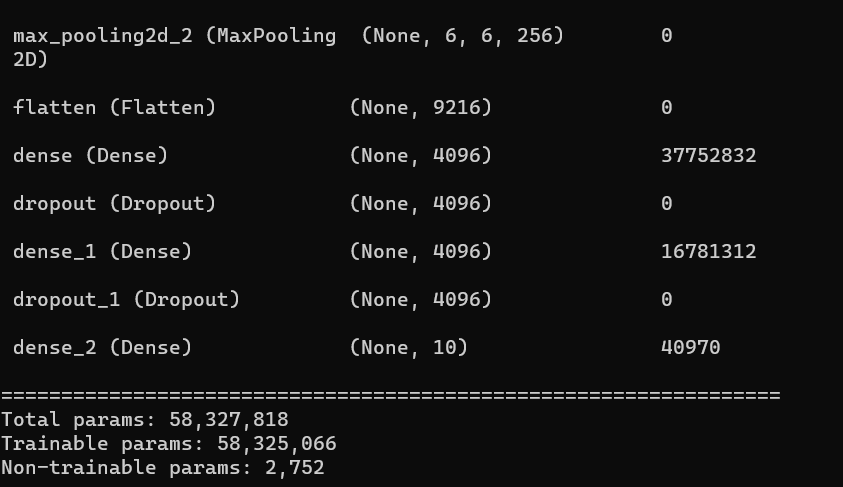 max_pooling2d_2 (MaxPooling  (None, 6, 6, 256)        0
2D)
flatten (Flatten)           (None, 9216)              0
dense (Dense)               (None, 4096)              37752832
dropout (Dropout)           (None, 4096)              0
dense_1 (Dense)             (None, 4096)              16781312
dropout_1 (Dropout)         (None, 4096)              0
dense_2 (Dense)             (None, 10)                40970
=================================================================
Total params: 58,327,818
Trainable params: 58,325,066
Non-trainable params: 2,752